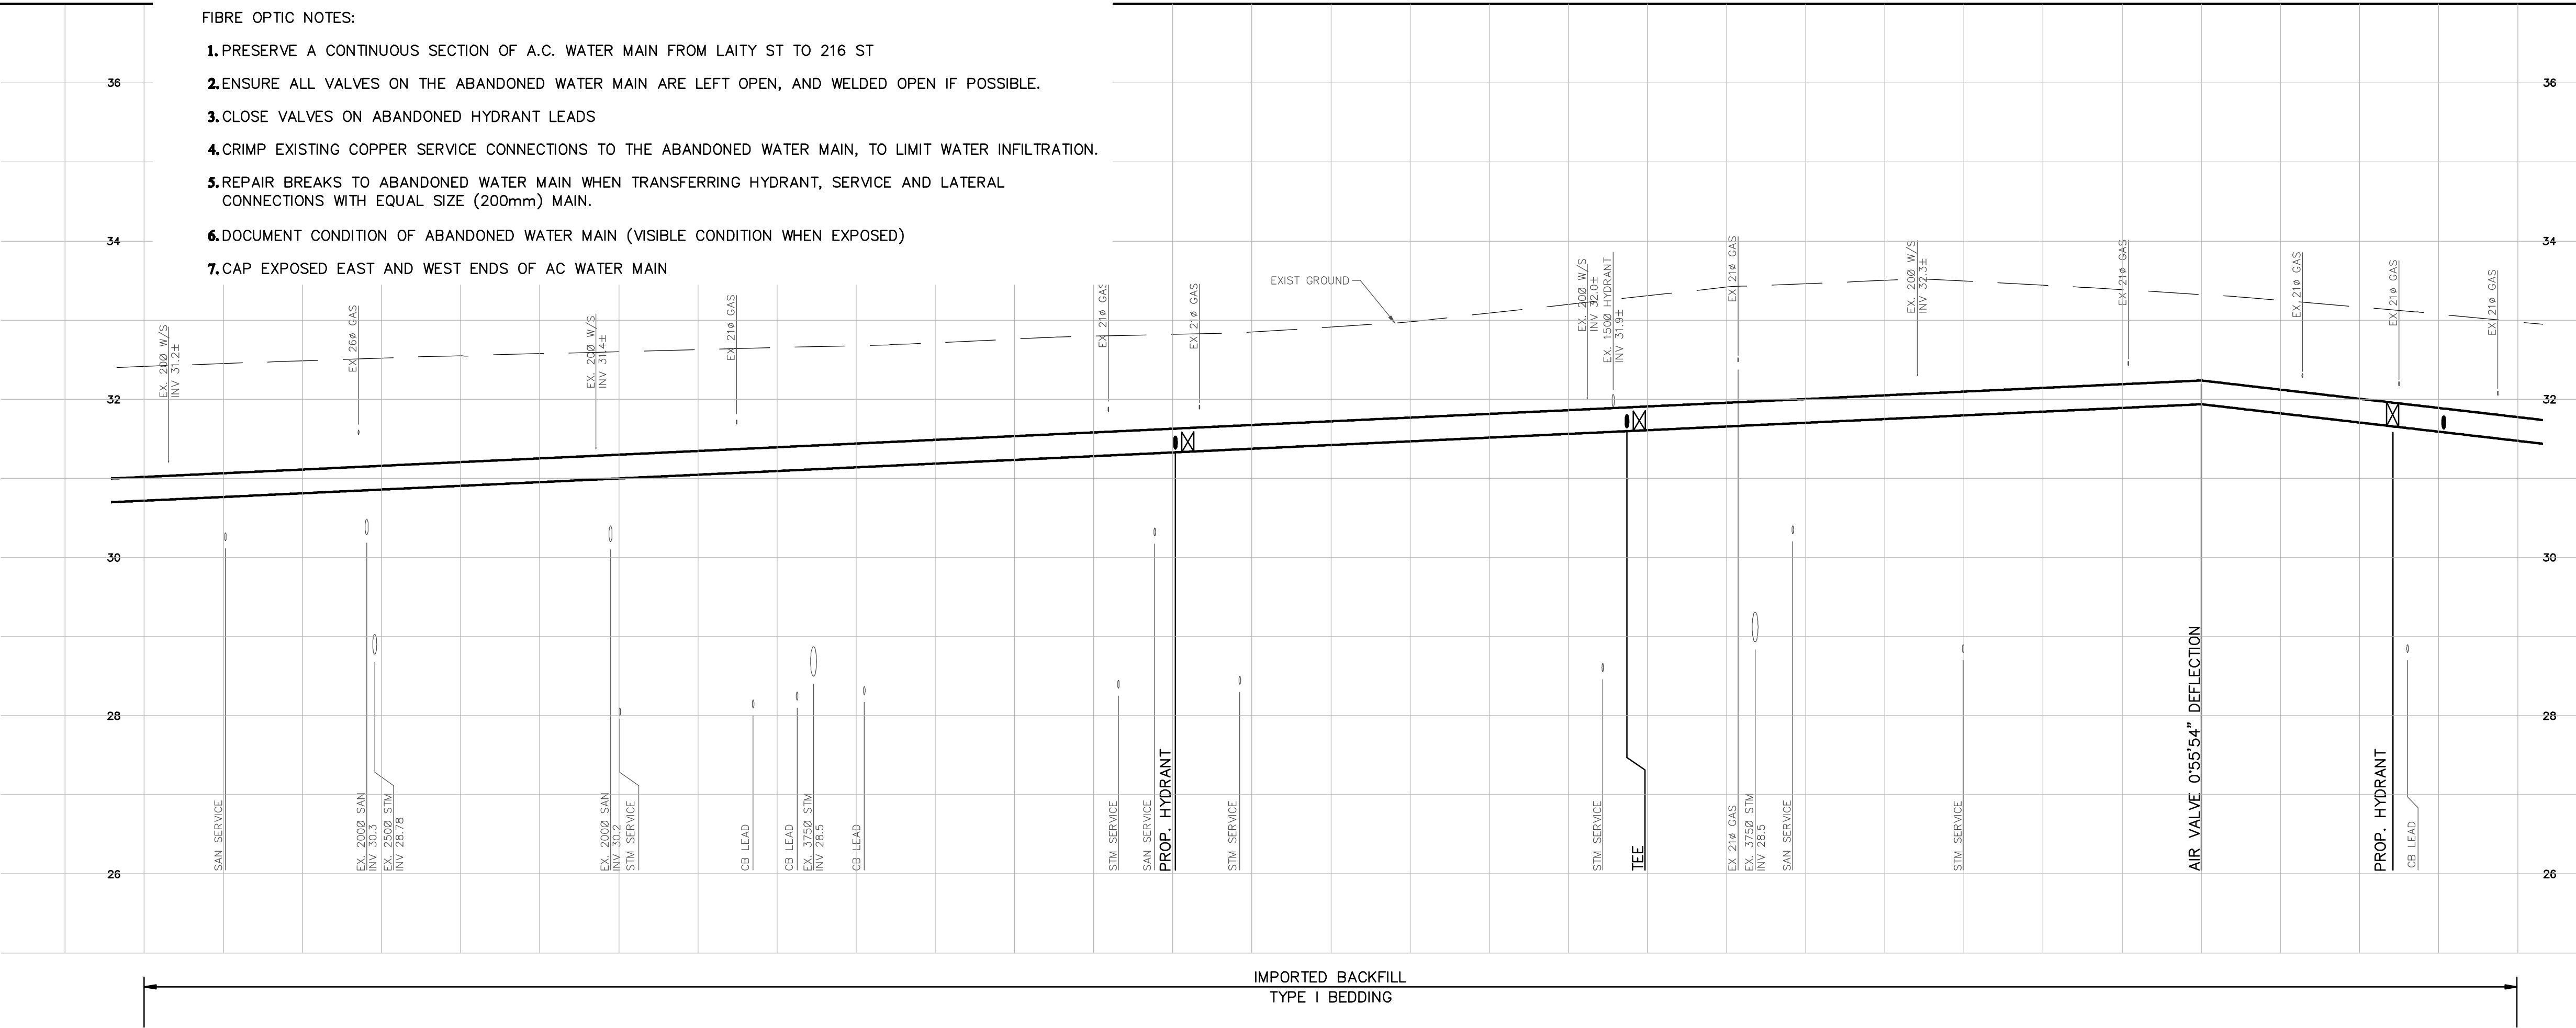 FIBRE OPTIC NOTES:
1. PRESERVE A CONTINUOUS SECTION OF A.C. WATER MAIN FROM LAITY ST TO 216 ST
2. ENSURE ALL VALVES ON THE ABANDONED WATER MAIN ARE LEFT OPEN, AND WELDED OPEN IF POSSIBLE.
3. CLOSE VALVES ON ABANDONED HYDRANT LEADS
4. CRIMP EXISTING COPPER SERVICE CONNECTIONS TO THE ABANDONED WATER MAIN, TO LIMIT WATER INFILTRATION.
5. REPAIR BREAKS TO ABANDONED WATER MAIN WHEN TRANSFERRING HYDRANT, SERVICE AND LATERAL
CONNECTIONS WITH EQUAL SIZE (200mm) MAIN.
6. DOCUMENT CONDITION OF ABANDONED WATER MAIN (VISIBLE CONDITION WHEN EXPOSED)
7. CAP EXPOSED EAST AND WEST ENDS OF AC WATER MAIN
36
36
34
34
EX. 20Ø W/S
INV 31.2±
EX 26ø GAS
EX. 20Ø W/S
INV 31.4±
EX 21ø GAS
EX 21ø GAS
EX 21ø GAS
EXIST GROUND
EX. 20Ø W/S
INV 32.0±
EX. 150Ø HYDRANT
INV 31.9±
EX 21ø GAS
EX. 20Ø W/S
INV 32.3±
EX 21ø GAS
EX 21ø GAS
EX 21ø GAS
EX 21ø GAS
32
32
30
30
28
28
SAN SERVICE
EX. 200Ø SAN
INV 30.3
EX. 250Ø STM
INV 28.78
EX. 200Ø SAN
INV 30.2
STM SERVICE
CB LEAD
CB LEAD
EX. 375Ø STM
INV 28.5
CB LEAD
STM SERVICE
SAN SERVICE
PROP. HYDRANT
STM SERVICE
STM SERVICE
TEE
EX 21ø GAS
EX. 375Ø STM
INV 28.5
SAN SERVICE
STM SERVICE
AIR VALVE 0°55'54" DEFLECTION
PROP. HYDRANT
CB LEAD
26
26
IMPORTED BACKFILL
TYPE I BEDDING